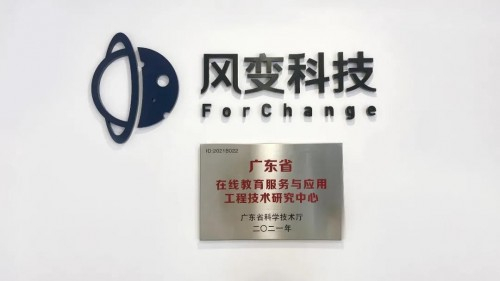 风变科技
ForChange
广东省
在线教育服务与应用
工程技术研究中心
广东省科学技术厅
二〇二一年